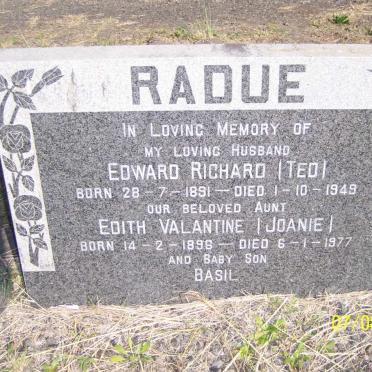 RADUE
IN LOVING MEMORY OF
MY LOVING HUSBAND
EDWARD RICHARD (TED)
BORN 28-7-1891 — DIED 1-10-1949
OUR BELOVED AUNT
EDITH VALANTINE (JOANIE)
BORN 14-2-1896 — DIED 6-1-1977
AND BABY SON
BASIL